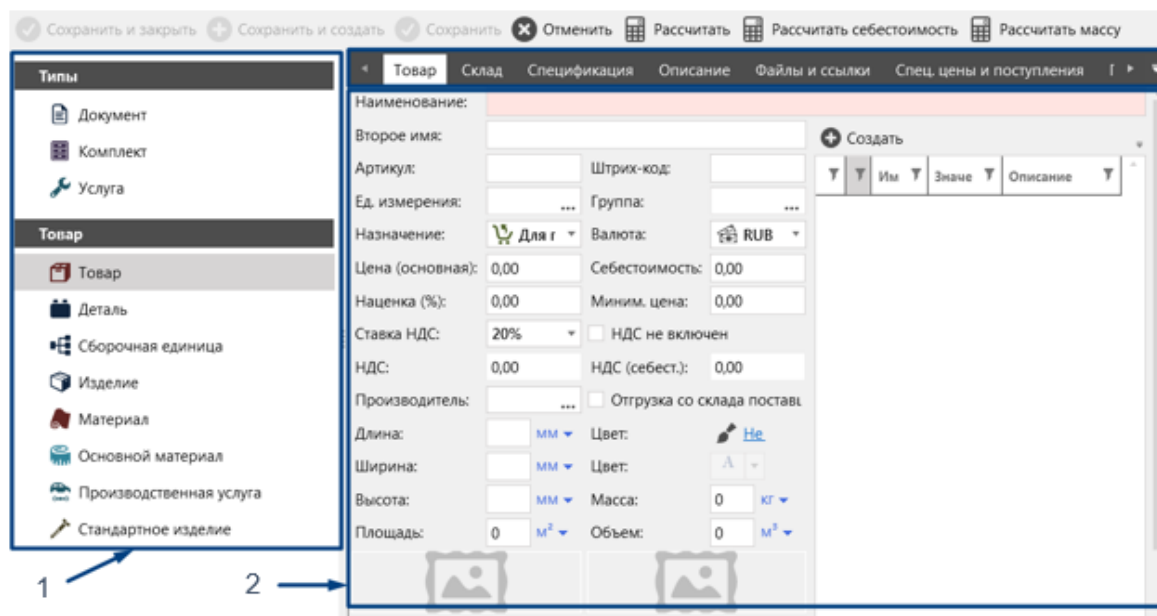 Сохранить и закрыть Сохранить и создать Сохранить Отменить Рассчитать Рассчитать себестоимость Рассчитать массу
Типы
Документ
Комплект
Услуга
Товар
Товар
Деталь
Сборочная единица
Изделие
Материал
Основной материал
Производственная услуга
Стандартное изделие
1
2
Товар Склад Спецификация Описание Файлы и ссылки Спец. цены и поступления
Наименование:
Второе имя:
Артикул: Штрих-код:
Ед. измерения: ... Группа: ...
Назначение: Для г Валюта: RUB
Цена (основная): 0,00 Себестоимость: 0,00
Наценка (%): 0,00 Миним. цена: 0,00
Ставка НДС: 20% НДС не включен
НДС: 0,00 НДС (себест.): 0,00
Производитель: ... Отгрузка со склада постав
Длина: мм Цвет: Не
Ширина: мм Цвет: A
Высота: мм Масса: 0 кг
Площадь: 0 м² Объем: 0 м³
Создать
Им Значе Описание